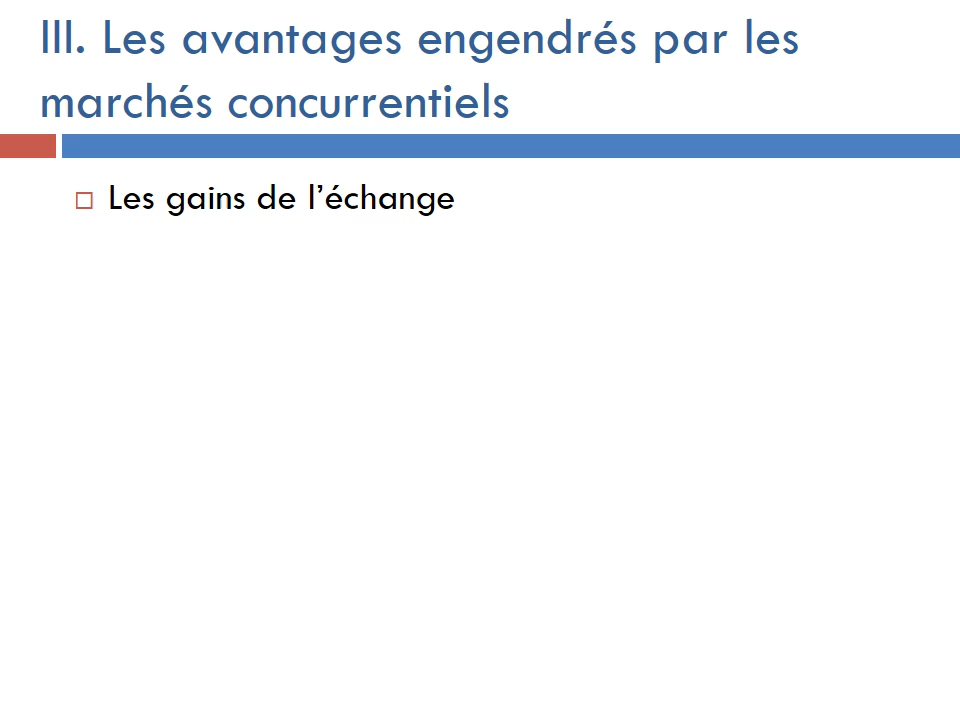 III. Les avantages engendrés par les
marchés concurrentiels
Les gains de l’échange